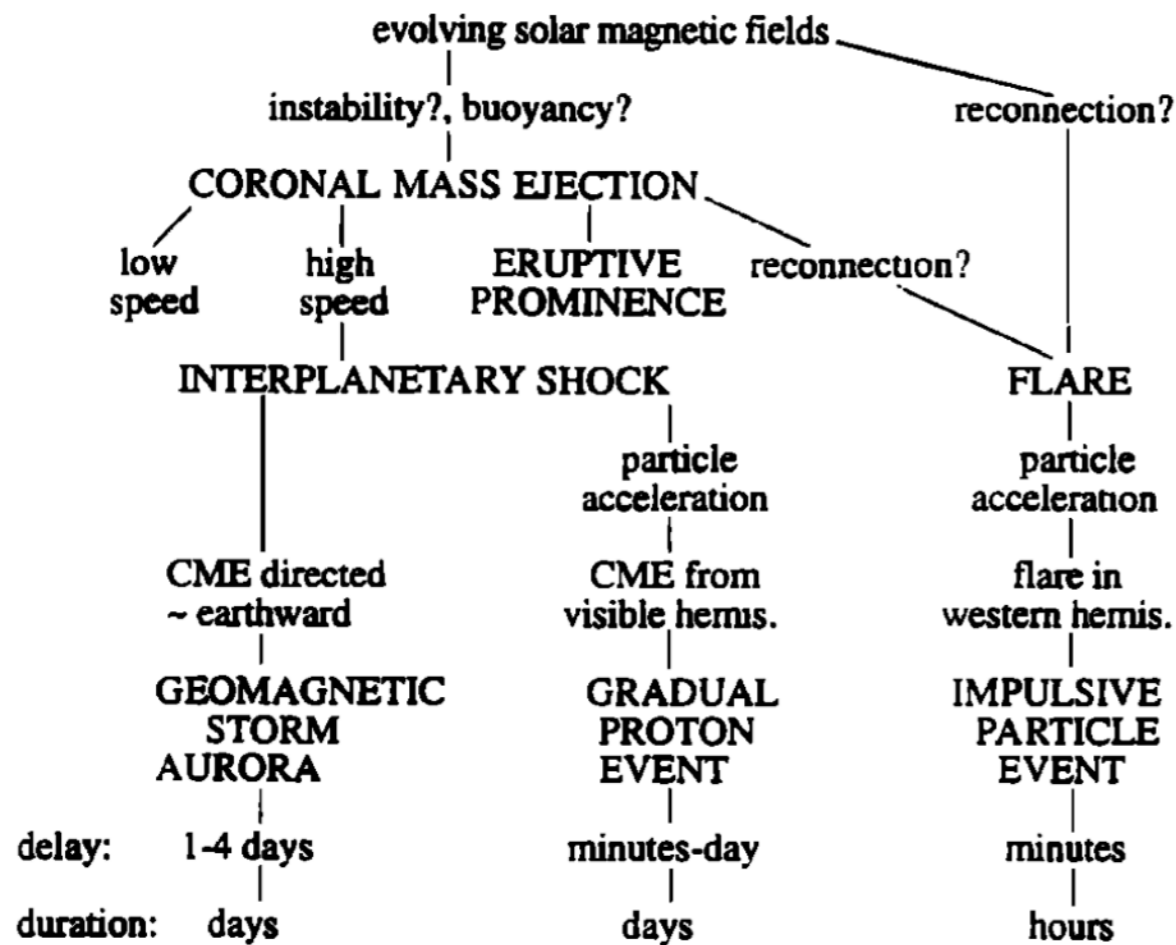 evolving solar magnetic fields
instability?, buoyancy?
reconnection?
CORONAL MASS EJECTION
low
speed
high
speed
ERUPTIVE
PROMINENCE
reconnection?
INTERPLANETARY SHOCK
FLARE
particle
acceleration
particle
acceleration
CME directed
~ earthward
CME from
visible hemis.
flare in
western hemis.
GEOMAGNETIC
STORM
AURORA
GRADUAL
PROTON
EVENT
IMPULSIVE
PARTICLE
EVENT
delay: 1-4 days minutes-day minutes
duration: days days hours